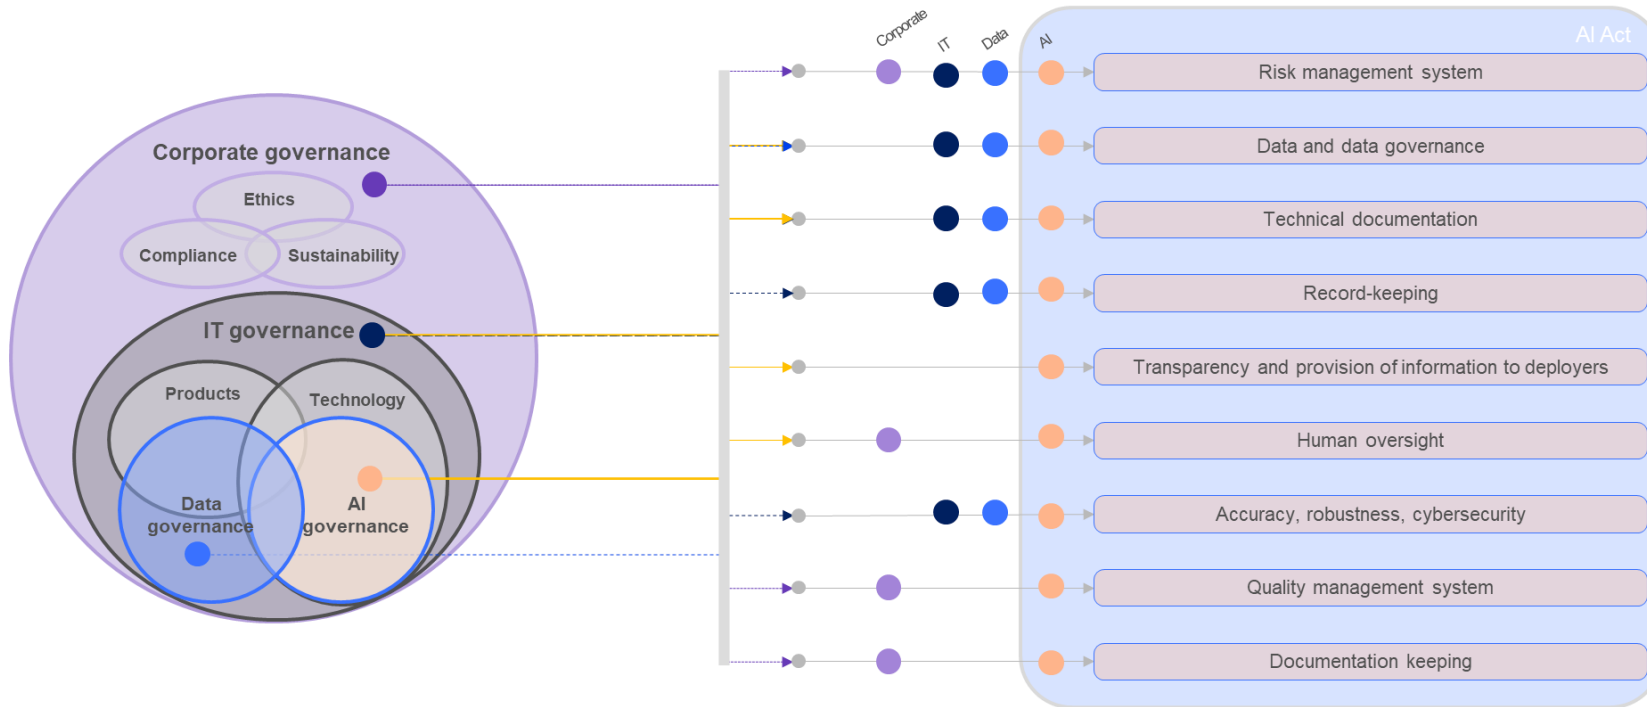 Corporate governance
Ethics
Compliance
Sustainability
IT governance
Products
Technology
Data
governance
AI
governance
Corporate
IT
Data
AI
AI Act
Risk management system
Data and data governance
Technical documentation
Record-keeping
Transparency and provision of information to deployers
Human oversight
Accuracy, robustness, cybersecurity
Quality management system
Documentation keeping